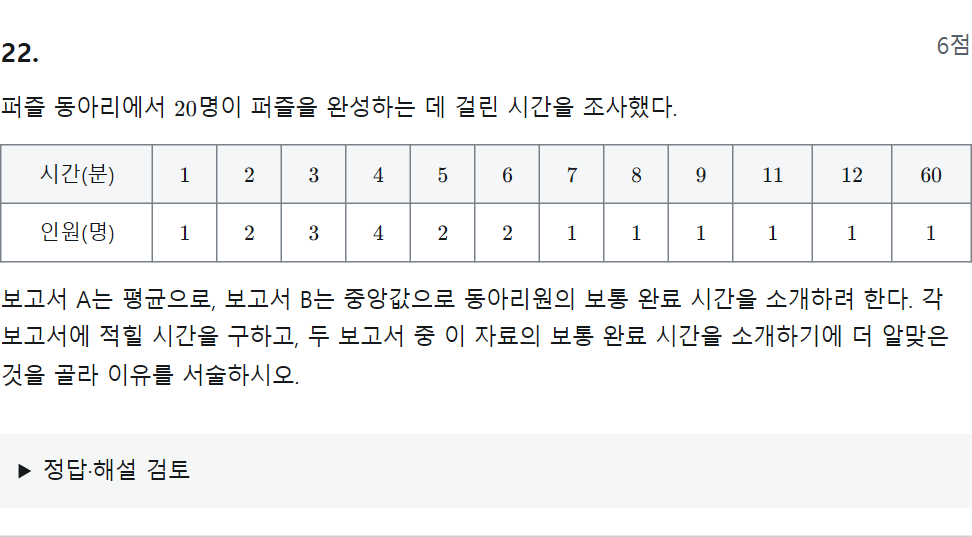 22.
6점
퍼즐 동아리에서 20명이 퍼즐을 완성하는 데 걸린 시간을 조사했다.
시간(분) 1 2 3 4 5 6 7 8 9 11 12 60
인원(명) 1 2 3 4 2 2 1 1 1 1 1 1
보고서 A는 평균으로, 보고서 B는 중앙값으로 동아리원의 보통 완료 시간을 소개하려 한다. 각
보고서에 적힐 시간을 구하고, 두 보고서 중 이 자료의 보통 완료 시간을 소개하기에 더 알맞은
것을 골라 이유를 서술하시오.
▶ 정답·해설 검토